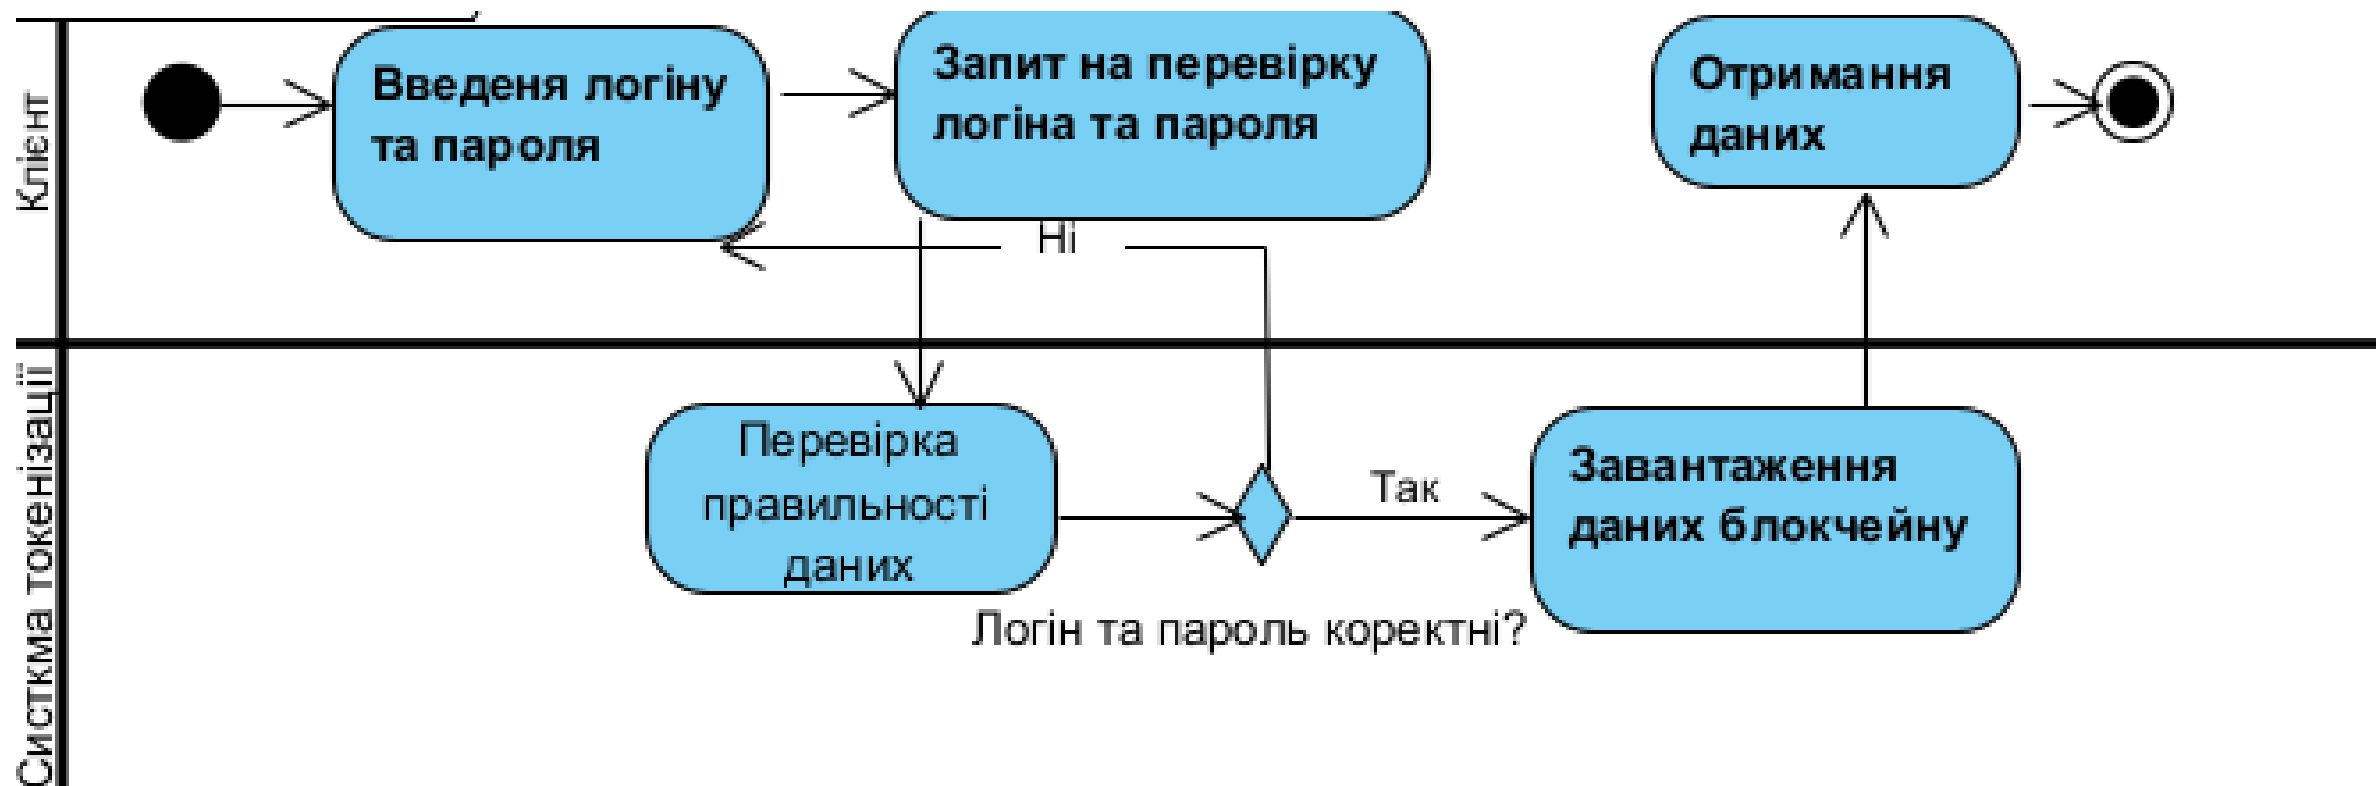 Клієнт
Введеня логіну
та пароля
Запит на перевірку
логіна та пароля
Отримання
даних
Ні
Систкма токенізації
Перевірка
правильності
даних
Так
Завантаження
даних блокчейну
Логін та пароль коректні?